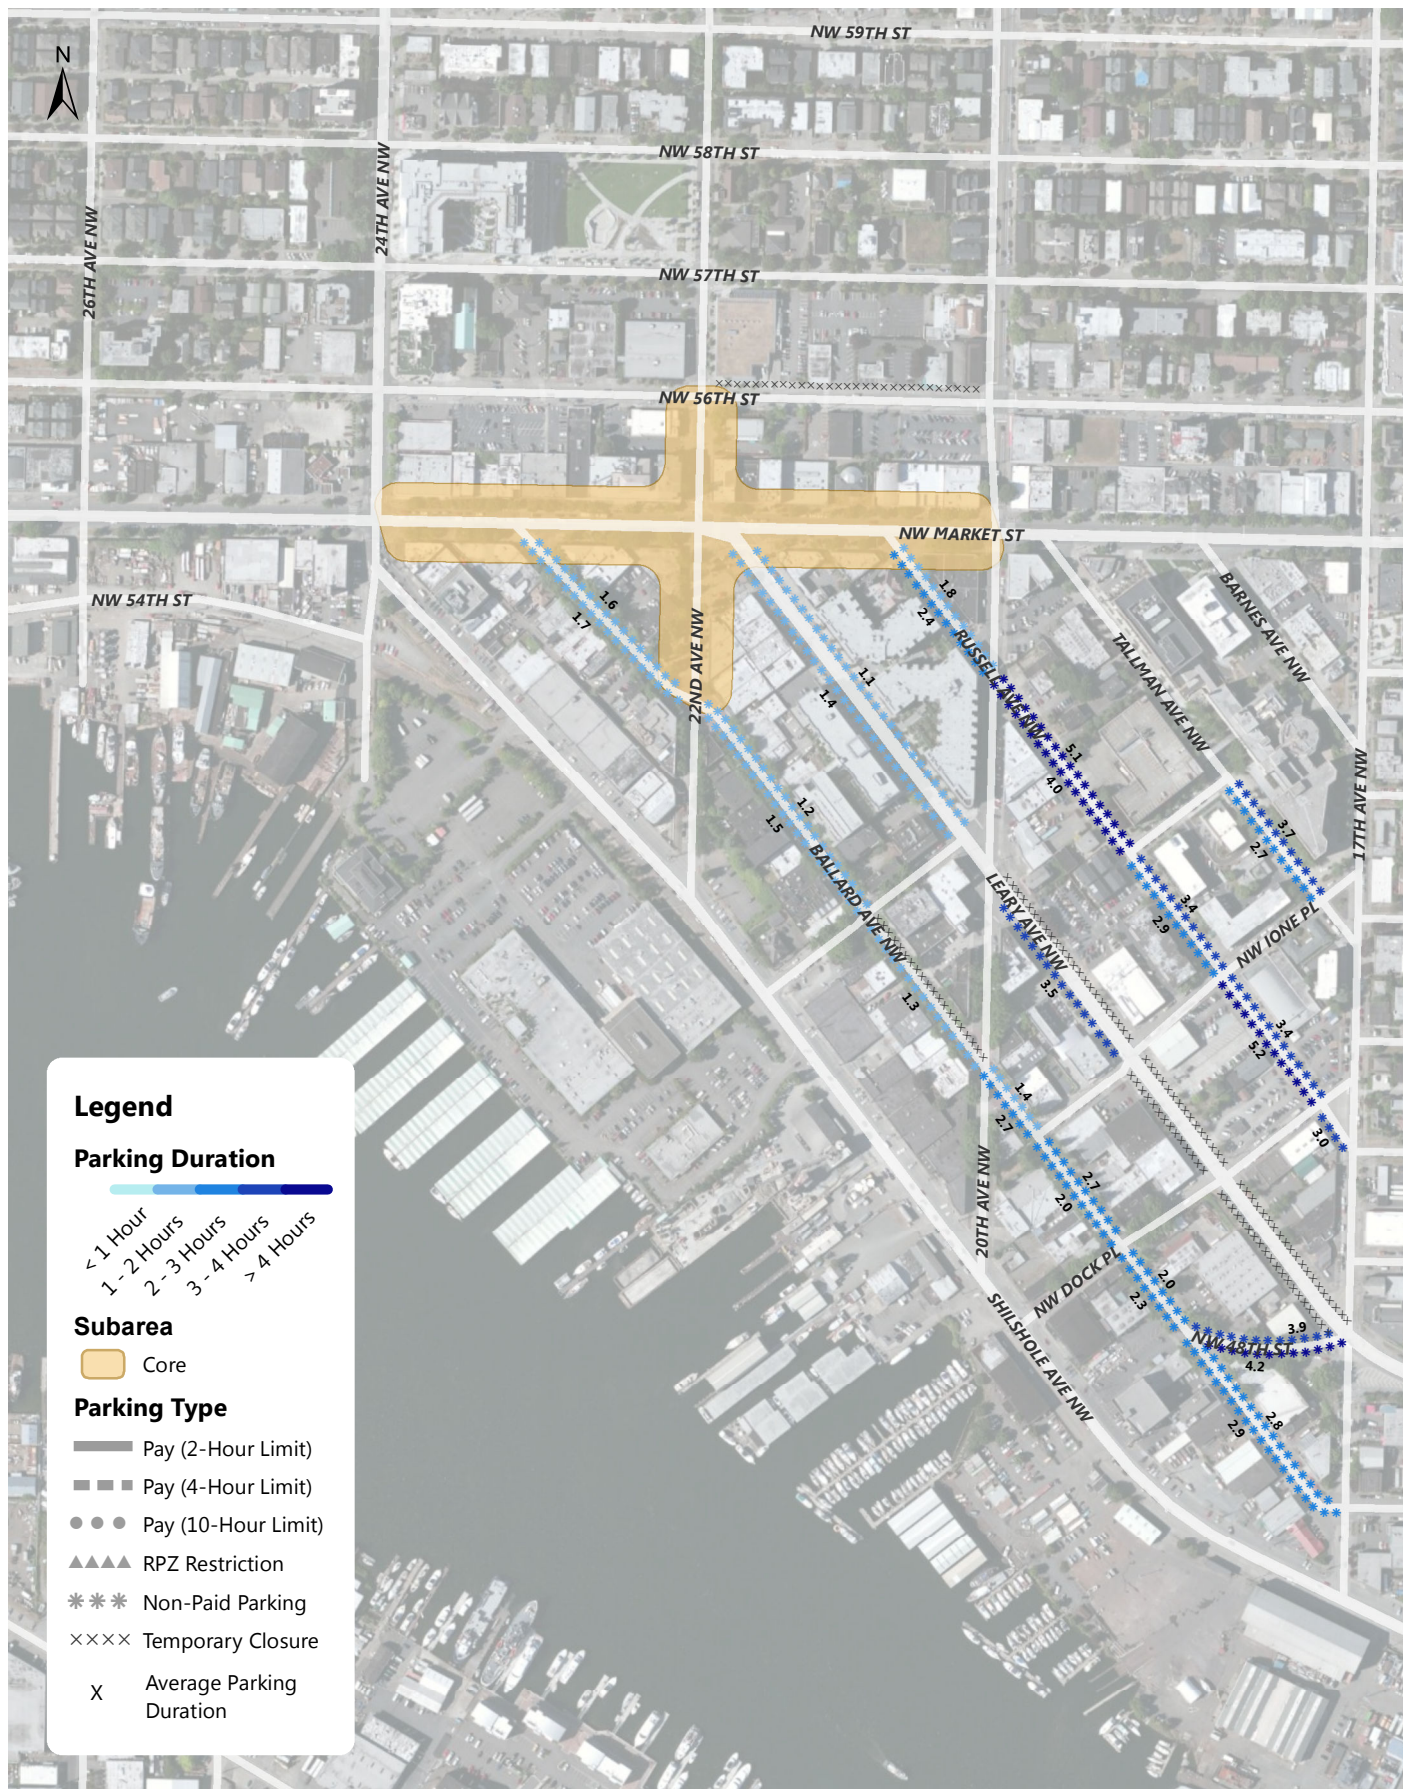 NW 59TH ST
N
NW 58TH ST
24TH AVE NW
26TH AVE NW
NW 57TH ST
NW 56TH ST
NW MARKET ST
NW 54TH ST
1.6
1.7
22ND AVE NW
1.8
2.4
RUSSELL AVE NW
TALLMAN AVE NW
BARNES AVE NW
1.1
1.4
5.1
4.0
17TH AVE NW
1.2
1.5
BALLARD AVE NW
3.7
2.7
LEARY AVE NW
3.4
2.9
NW IONE PL
3.5
1.3
3.4
5.2
1.4
2.7
3.0
20TH AVE NW
2.7
2.0
NW DOCK PL
2.0
2.3
SHILSHOLE AVE NW
3.9
NW 48TH ST
4.2
2.8
2.9
Legend
Parking Duration
< 1 Hour
1 - 2 Hours
2 - 3 Hours
3 - 4 Hours
> 4 Hours
Subarea
Core
Parking Type
Pay (2-Hour Limit)
Pay (4-Hour Limit)
Pay (10-Hour Limit)
RPZ Restriction
Non-Paid Parking
Temporary Closure
X Average Parking
Duration